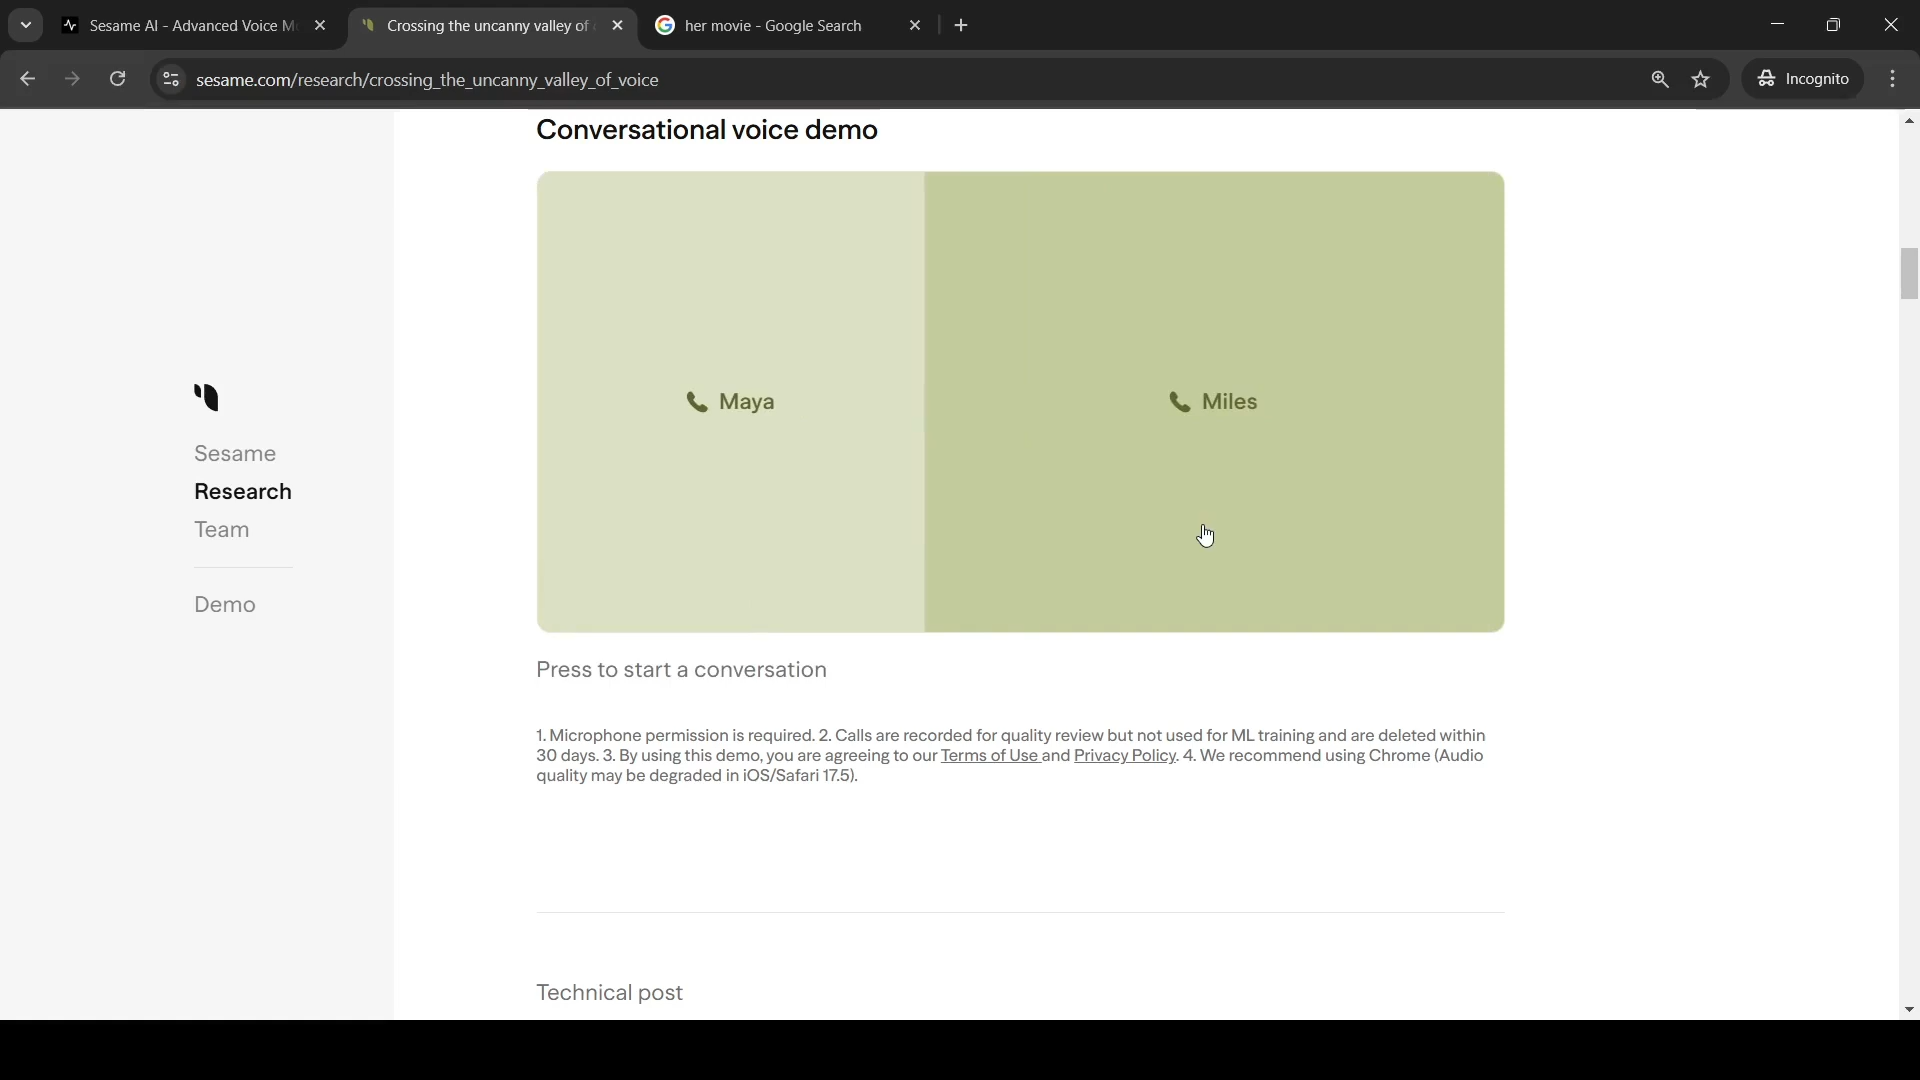 Sesame AI - Advanced Voice M
Crossing the uncanny valley of
her movie - Google Search
sesame.com/research/crossing_the_uncanny_valley_of_voice
Incognito
Conversational voice demo
Maya
Miles
Sesame
Research
Team
Demo
Press to start a conversation
1. Microphone permission is required. 2. Calls are recorded for quality review but not used for ML training and are deleted within
30 days. 3. By using this demo, you are agreeing to our Terms of Use and Privacy Policy. 4. We recommend using Chrome (Audio
quality may be degraded in iOS/Safari 17.5).
Technical post